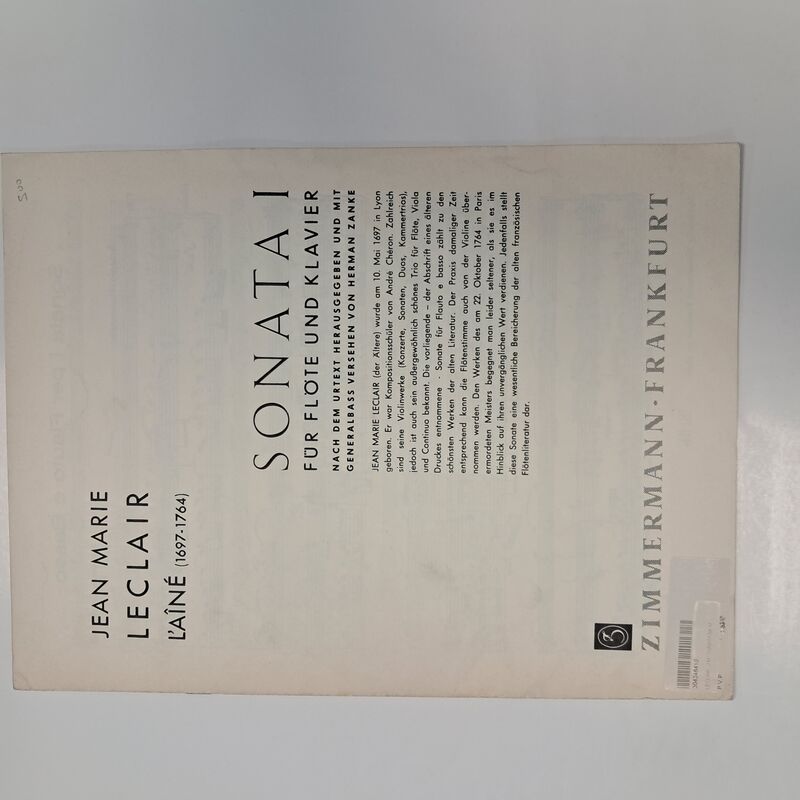 500
JEAN MARIE
LECLAIR
L'AÎNÉ (1697-1764)
SONATA I
FÜR FLÖTE UND KLAVIER
NACH DEM URTEXT HERAUSGEGEBEN UND MIT
GENERALBASS VERSEHEN VON HERMAN ZANKE
JEAN MARIE LECLAIR (der Ältere) wurde am 10. Mai 1697 in Lyon
geboren. Er war Kompositionsschüler von André Chéron. Zahlreich
sind seine Violinwerke (Konzerte, Sonaten, Duos, Kammertrios),
jedoch ist auch sein außergewöhnlich schönes Trio für Flöte, Viola
und Continuo bekannt. Die vorliegende – der Abschrift eines älteren
Druckes entnommene - Sonate für Flauto e basso zählt zu den
schönsten Werken der alten Literatur. Der Praxis damaliger Zeit
entsprechend kann die Flötenstimme auch von der Violine über-
nommen werden. Den Werken des am 22. Oktober 1764 in Paris
ermordeten Meisters begegnet man leider seltener, als sie es im
Hinblick auf ihren unvergänglichen Wert verdienen. Jedenfalls stellt
diese Sonate eine wesentliche Bereicherung der alten französischen
Flötenliteratur dar.
ZIMMERMANN · FRANKFURT
P.V.P.